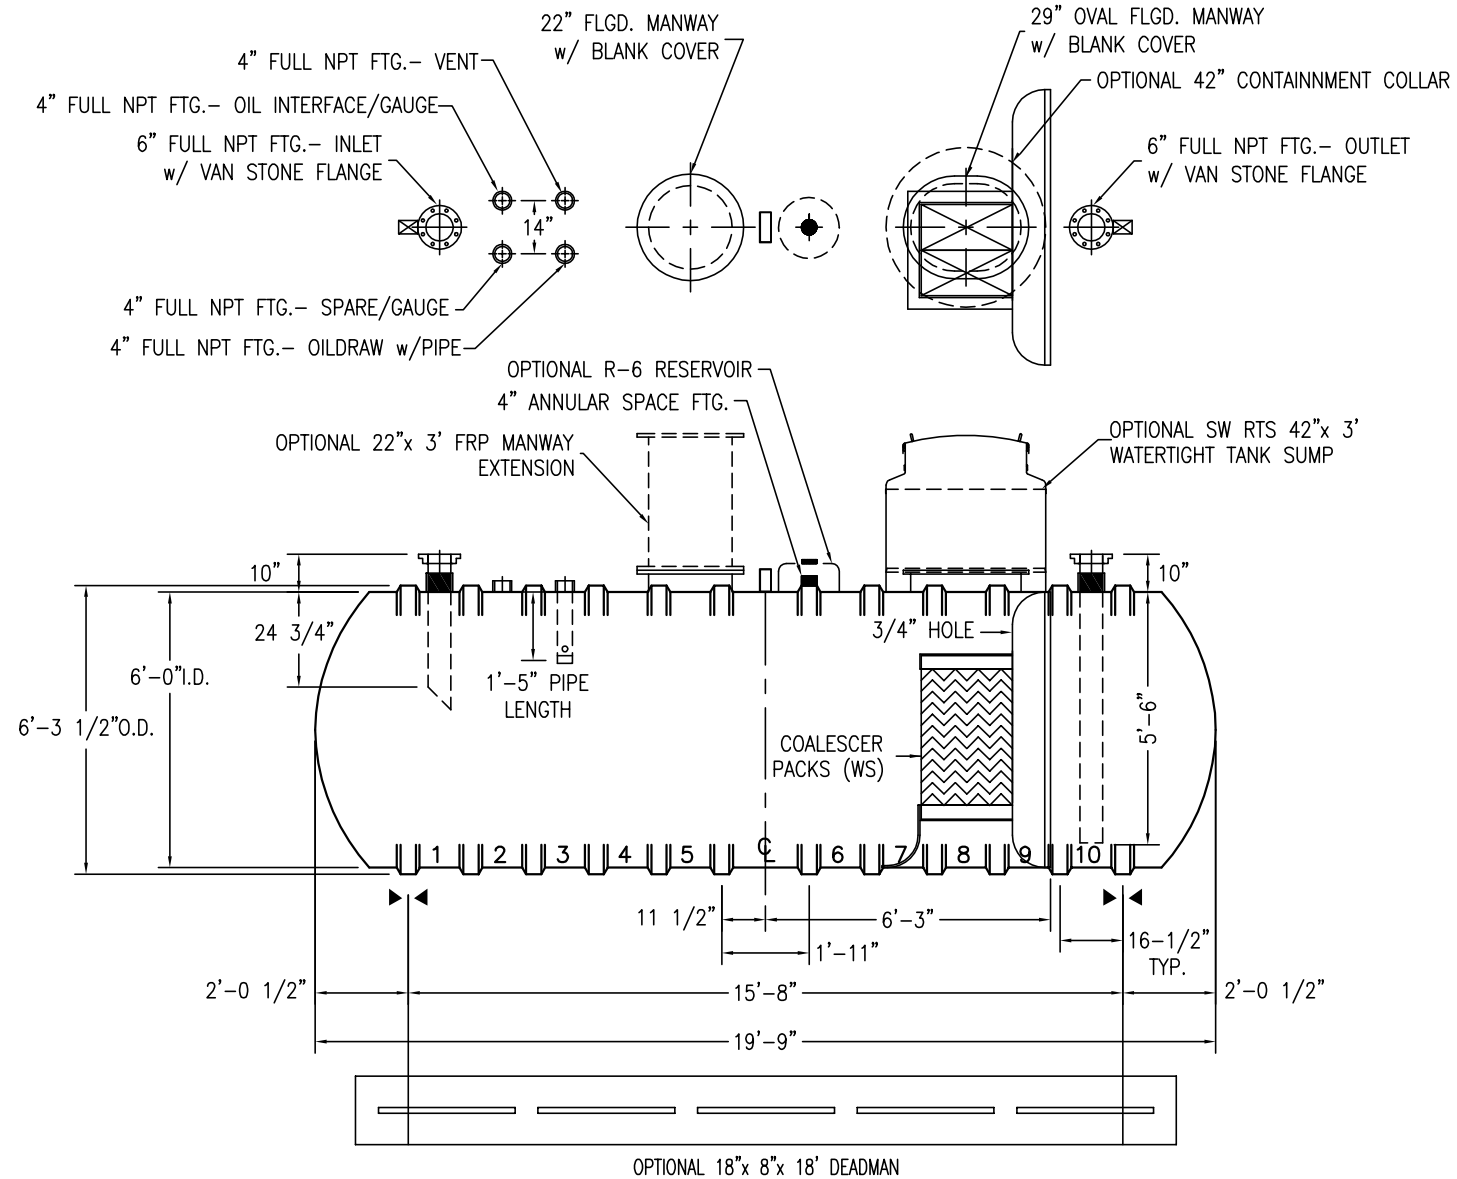 22” FLGD. MANWAY
w/ BLANK COVER
29” OVAL FLGD. MANWAY
w/ BLANK COVER
4” FULL NPT FTG.– VENT
OPTIONAL 42” CONTAINNMENT COLLAR
4” FULL NPT FTG.– OIL INTERFACE/GAUGE
6” FULL NPT FTG.– INLET
w/ VAN STONE FLANGE
6” FULL NPT FTG.– OUTLET
w/ VAN STONE FLANGE
14”
4” FULL NPT FTG.– SPARE/GAUGE
4” FULL NPT FTG.– OILDRAW w/PIPE
OPTIONAL R–6 RESERVOIR
4” ANNULAR SPACE FTG.
OPTIONAL 22”x 3’ FRP MANWAY
EXTENSION
OPTIONAL SW RTS 42”x 3’
WATERTIGHT TANK SUMP
10”
10”
24 3/4”
3/4” HOLE
6’–0”I.D.
1’–5” PIPE
LENGTH
6’–3 1/2”O.D.
5’–6”
COALESCER
PACKS (WS)
1 2 3 4 5 ℄ 6 7 8 9 10
11 1/2”
6’–3”
1’–11”
16–1/2”
TYP.
2’–0 1/2”
15’–8”
2’–0 1/2”
19’–9”
OPTIONAL 18”x 8”x 18’ DEADMAN